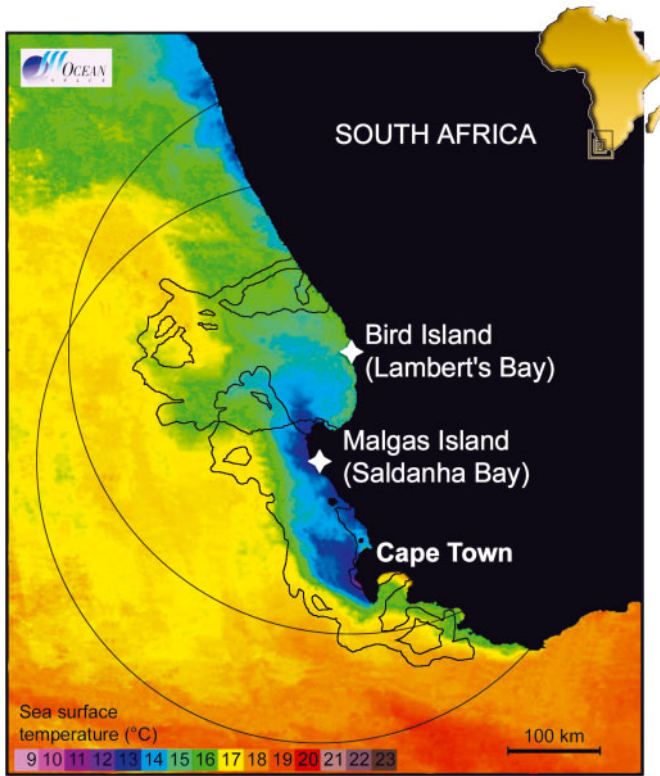 OCEAN
SPACE
SOUTH AFRICA
Bird Island
(Lambert's Bay)
Malgas Island
(Saldanha Bay)
Cape Town
Sea surface
temperature (°C)
9 10 11 12 13 14 15 16 17 18 19 20 21 22 23
100 km